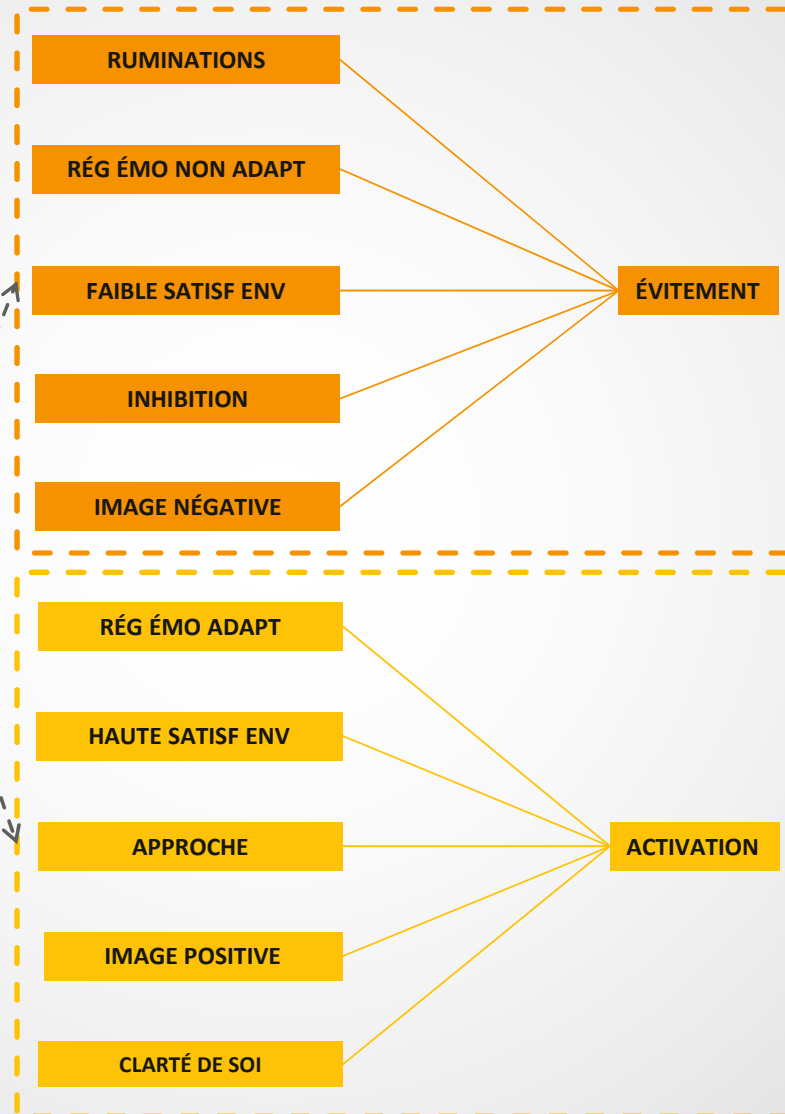 RUMINATIONS
RÉG ÉMO NON ADAPT
FAIBLE SATISF ENV
ÉVITEMENT
INHIBITION
IMAGE NÉGATIVE
RÉG ÉMO ADAPT
HAUTE SATISF ENV
APPROCHE
ACTIVATION
IMAGE POSITIVE
CLARTÉ DE SOI